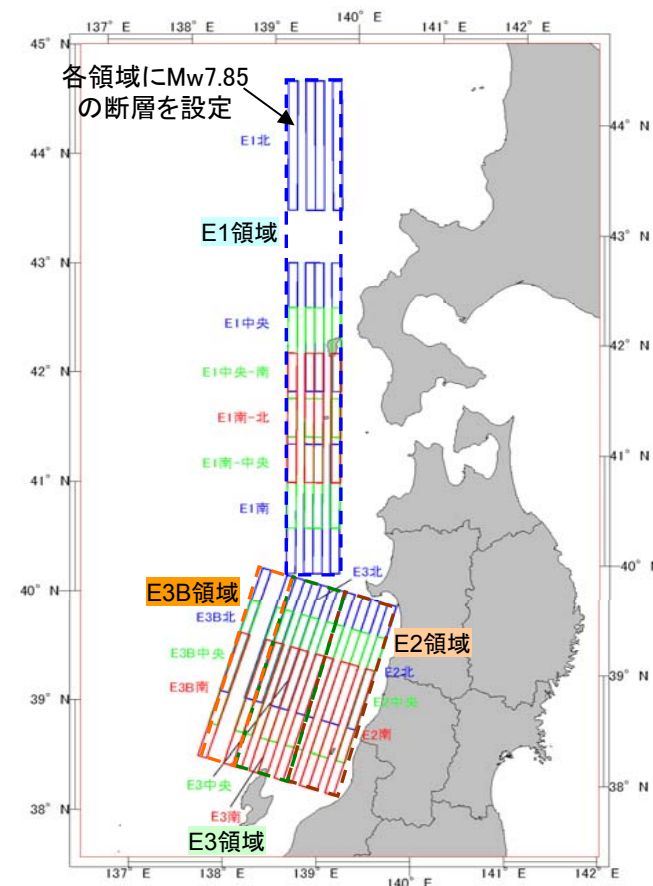 137° E 138° E 139° E 140° E 141° E 142° E
45° N
各領域にMw7.85
の断層を設定
44° N
44° N
E1北
E1領域
43° N
43° N
E1中央
42° N
42° N
E1中央-南
E1南-北
E1南-中央
41° N
41° N
E1南
40° N
40° N
E3北
E3B領域
E3B北
E2領域
E3B中央
E2北
39° N
39° N
E3B南
E2中央
E2南
E3中央
38° N
38° N
E3南
E3領域
137° E 138° E 139° E 140° E 141° E 142° E